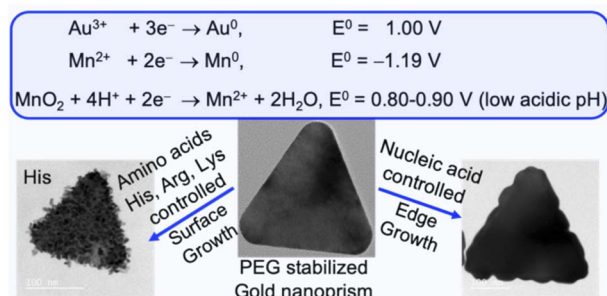 Au³⁺ + 3e⁻ → Au⁰, E⁰ = 1.00 V
Mn²⁺ + 2e⁻ → Mn⁰, E⁰ = –1.19 V
MnO₂ + 4H⁺ + 2e⁻ → Mn²⁺ + 2H₂O, E⁰ = 0.80-0.90 V (low acidic pH)
His
Amino acids
His, Arg, Lys
controlled
Surface
Growth
PEG stabilized
Gold nanoprism
Nucleic acid
controlled
Edge
Growth
100 nm